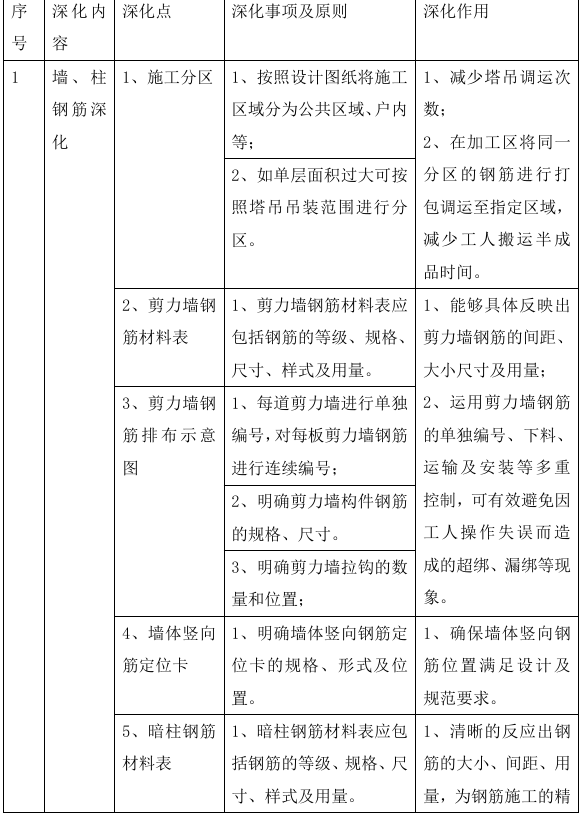 序号
深化内容
深化点
深化事项及原则
深化作用
1
墙、柱
钢筋深
化
1、施工分区
1、按照设计图纸将施工
区域分为公共区域、户内
等；
2、如单层面积过大可按
照塔吊吊装范围进行分
区。
1、减少塔吊调运次
数；
2、在加工区将同一
分区的钢筋进行打
包调运至指定区域，
减少工人搬运半成
品时间。
2、剪力墙钢
筋材料表
1、剪力墙钢筋材料表应
包括钢筋的等级、规格、
尺寸、样式及用量。
1、能够具体反映出
剪力墙钢筋的间距、
大小尺寸及用量；
2、运用剪力墙钢筋
的单独编号、下料、
运输及安装等多重
控制，可有效避免因
工人操作失误而造
成的超绑、漏绑等现
象。
3、剪力墙钢
筋排布示意
图
1、每道剪力墙进行单独
编号，对每板剪力墙钢筋
进行连续编号；
2、明确剪力墙构件钢筋
的规格、尺寸。
3、明确剪力墙拉钩的数
量和位置；
4、墙体竖向
筋定位卡
1、明确墙体竖向钢筋定
位卡的规格、形式及位
置。
1、确保墙体竖向钢
筋位置满足设计及
规范要求。
5、暗柱钢筋
材料表
1、暗柱钢筋材料表应包
括钢筋的等级、规格、尺
寸、样式及用量。
1、清晰的反应出钢
筋的大小、间距、用
量，为钢筋施工的精